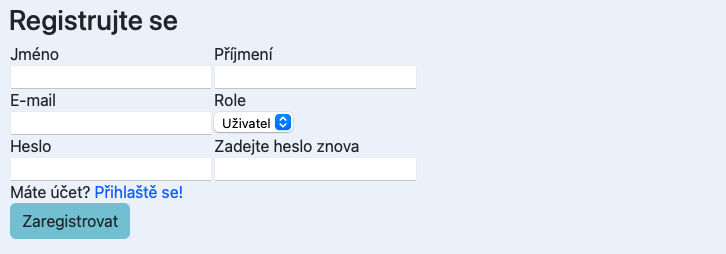 Registrujte se
Jméno Příjmení
E-mail Role
Uživatel
Heslo Zadejte heslo znova
Máte účet? Přihlaště se!
Zaregistrovat